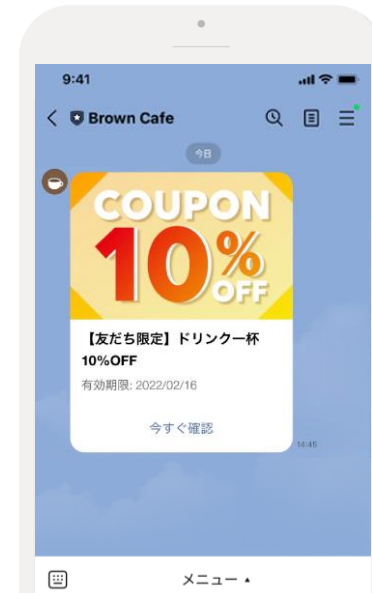 9:41
Brown Cafe
今日
COUPON
10%
OFF
【友だち限定】ドリンク一杯
10%OFF
有効期限: 2022/02/16
今すぐ確認
14:45
メニュー ▲